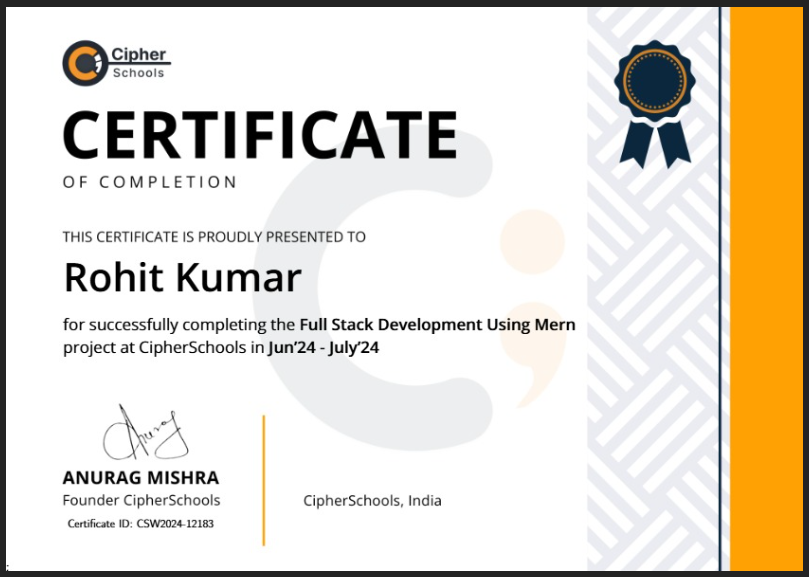 Cipher
Schools
CERTIFICATE
OF COMPLETION
THIS CERTIFICATE IS PROUDLY PRESENTED TO
Rohit Kumar
for successfully completing the Full Stack Development Using Mern
project at CipherSchools in Jun'24 - July'24
Anurag
ANURAG MISHRA
Founder CipherSchools
Certificate ID: CSW2024-12183
CipherSchools, India